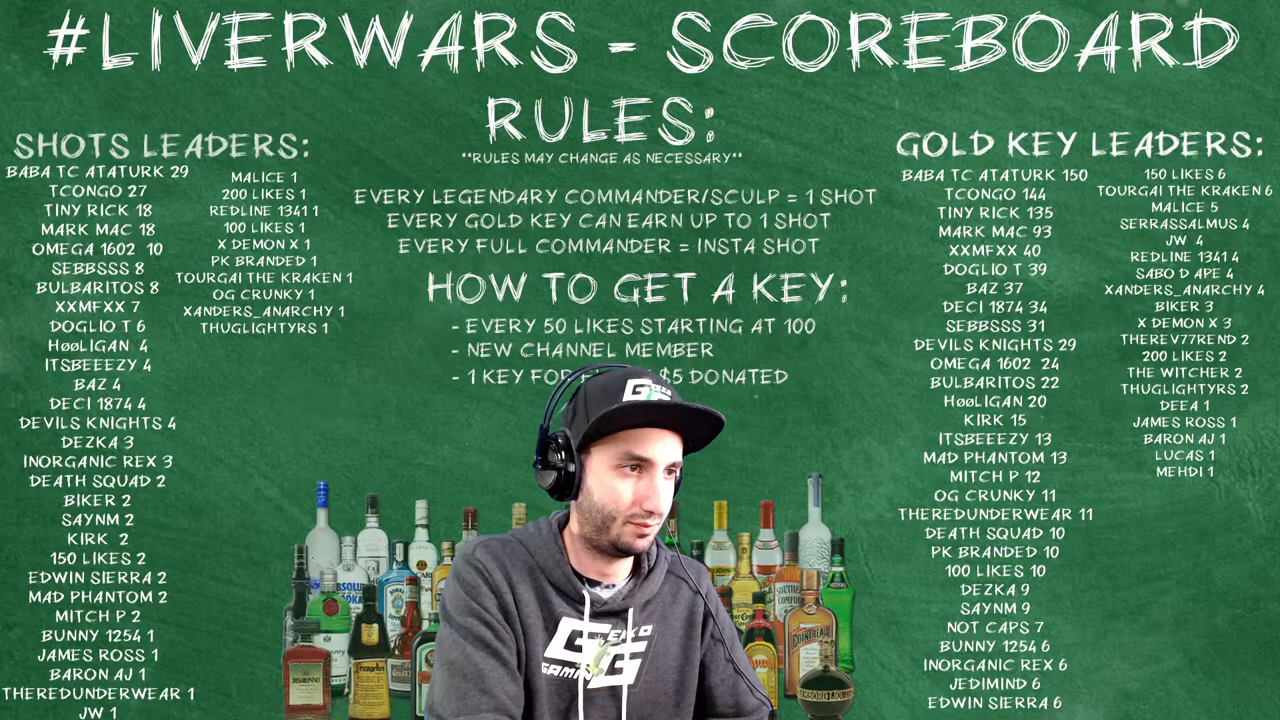 #LIVERWARS - SCOREBOARD
RULES:
**RULES MAY CHANGE AS NECESSARY**
EVERY LEGENDARY COMMANDER/SCULP = 1 SHOT
EVERY GOLD KEY CAN EARN UP TO 1 SHOT
EVERY FULL COMMANDER = INSTA SHOT
HOW TO GET A KEY:
- EVERY 50 LIKES STARTING AT 100
- NEW CHANNEL MEMBER
- 1 KEY FOR $5 DONATED
SHOTS LEADERS:
BABA TC ATATURK 29
TCONGO 27
TINY RICK 18
MARK MAC 18
OMEGA 1602 10
SEBBSSS 8
BULBARITOS 8
XXMFXX 7
DOGLIO T 6
HØØLIGAN 4
ITSBEEEZY 4
BAZ 4
DECI 1874 4
DEVILS KNIGHTS 4
DEZKA 3
INORGANIC REX 3
DEATH SQUAD 2
BIKER 2
SAYNM 2
KIRK 2
150 LIKES 2
EDWIN SIERRA 2
MAD PHANTOM 2
MITCH P 2
BUNNY 1254 1
JAMES ROSS 1
BARON AJ 1
THEREDUNDERWEAR 1
JW 1
MALICE 1
200 LIKES 1
REDLINE 1341 1
100 LIKES 1
X DEMON X 1
PK BRANDED 1
TOURGAI THE KRAKEN 1
OG CRUNKY 1
XANDERS_ANARCHY 1
THUGLIGHTYRS 1
GOLD KEY LEADERS:
BABA TC ATATURK 150
TCONGO 144
TINY RICK 135
MARK MAC 93
XXMFXX 40
DOGLIO T 39
BAZ 37
DECI 1874 34
SEBBSSS 31
DEVILS KNIGHTS 29
OMEGA 1602 24
BULBARITOS 22
HØØLIGAN 20
KIRK 15
ITSBEEEZY 13
MAD PHANTOM 13
MITCH P 12
OG CRUNKY 11
THEREDUNDERWEAR 11
DEATH SQUAD 10
PK BRANDED 10
100 LIKES 10
DEZKA 9
SAYNM 9
NOT CAPS 7
BUNNY 1254 6
INORGANIC REX 6
JEDIMIND 6
EDWIN SIERRA 6
150 LIKES 6
TOURGAI THE KRAKEN 6
MALICE 5
SERRASSALMUS 4
JW 4
REDLINE 1341 4
SABO D APE 4
XANDERS_ANARCHY 4
BIKER 3
X DEMON X 3
THEREV77REND 2
200 LIKES 2
THE WITCHER 2
THUGLIGHTYRS 2
DEEA 1
JAMES ROSS 1
BARON AJ 1
LUCAS 1
MEHDI 1
GEKKO
GAMING
COINTREAU
DISARONNO